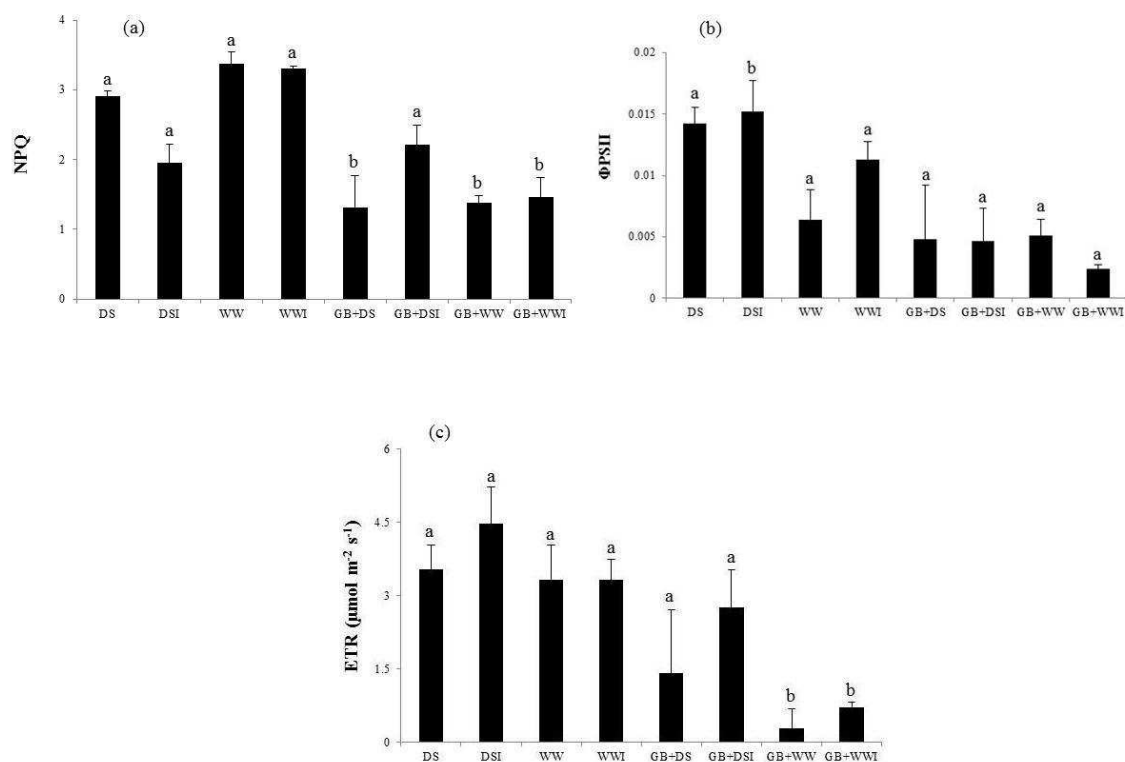 (a)
4
3
2
1
0
NPQ
a a a a b a b b
DS DSI WW WWI GB+DS GB+DSI GB+WW GB+WWI
(b)
0.02
0.015
0.01
0.005
0
ΦPSII
a b a a a a a a
DS DSI WW WWI GB+DS GB+DSI GB+WW GB+WWI
(c)
6
4.5
3
1.5
0
ETR (µmol m⁻² s⁻¹)
a a a a a a b b
DS DSI WW WWI GB+DS GB+DSI GB+WW GB+WWI